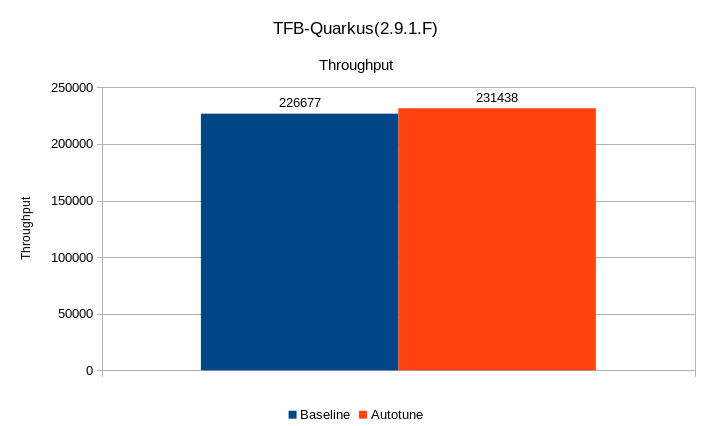 TFB-Quarkus(2.9.1.F)
Throughput
250000
200000
150000
100000
50000
0
Throughput
226677
231438
Baseline
Autotune